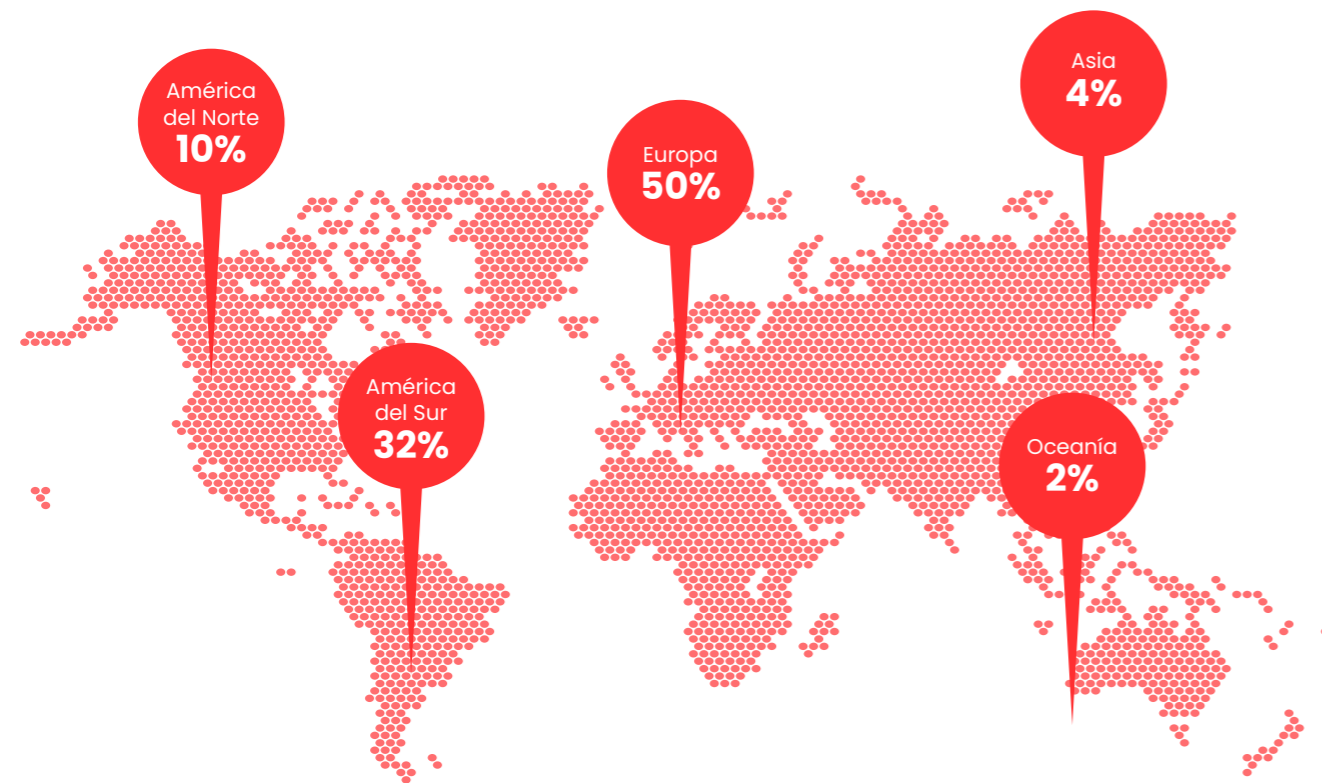 América
del Norte
10%
Europa
50%
Asia
4%
América
del Sur
32%
Oceanía
2%